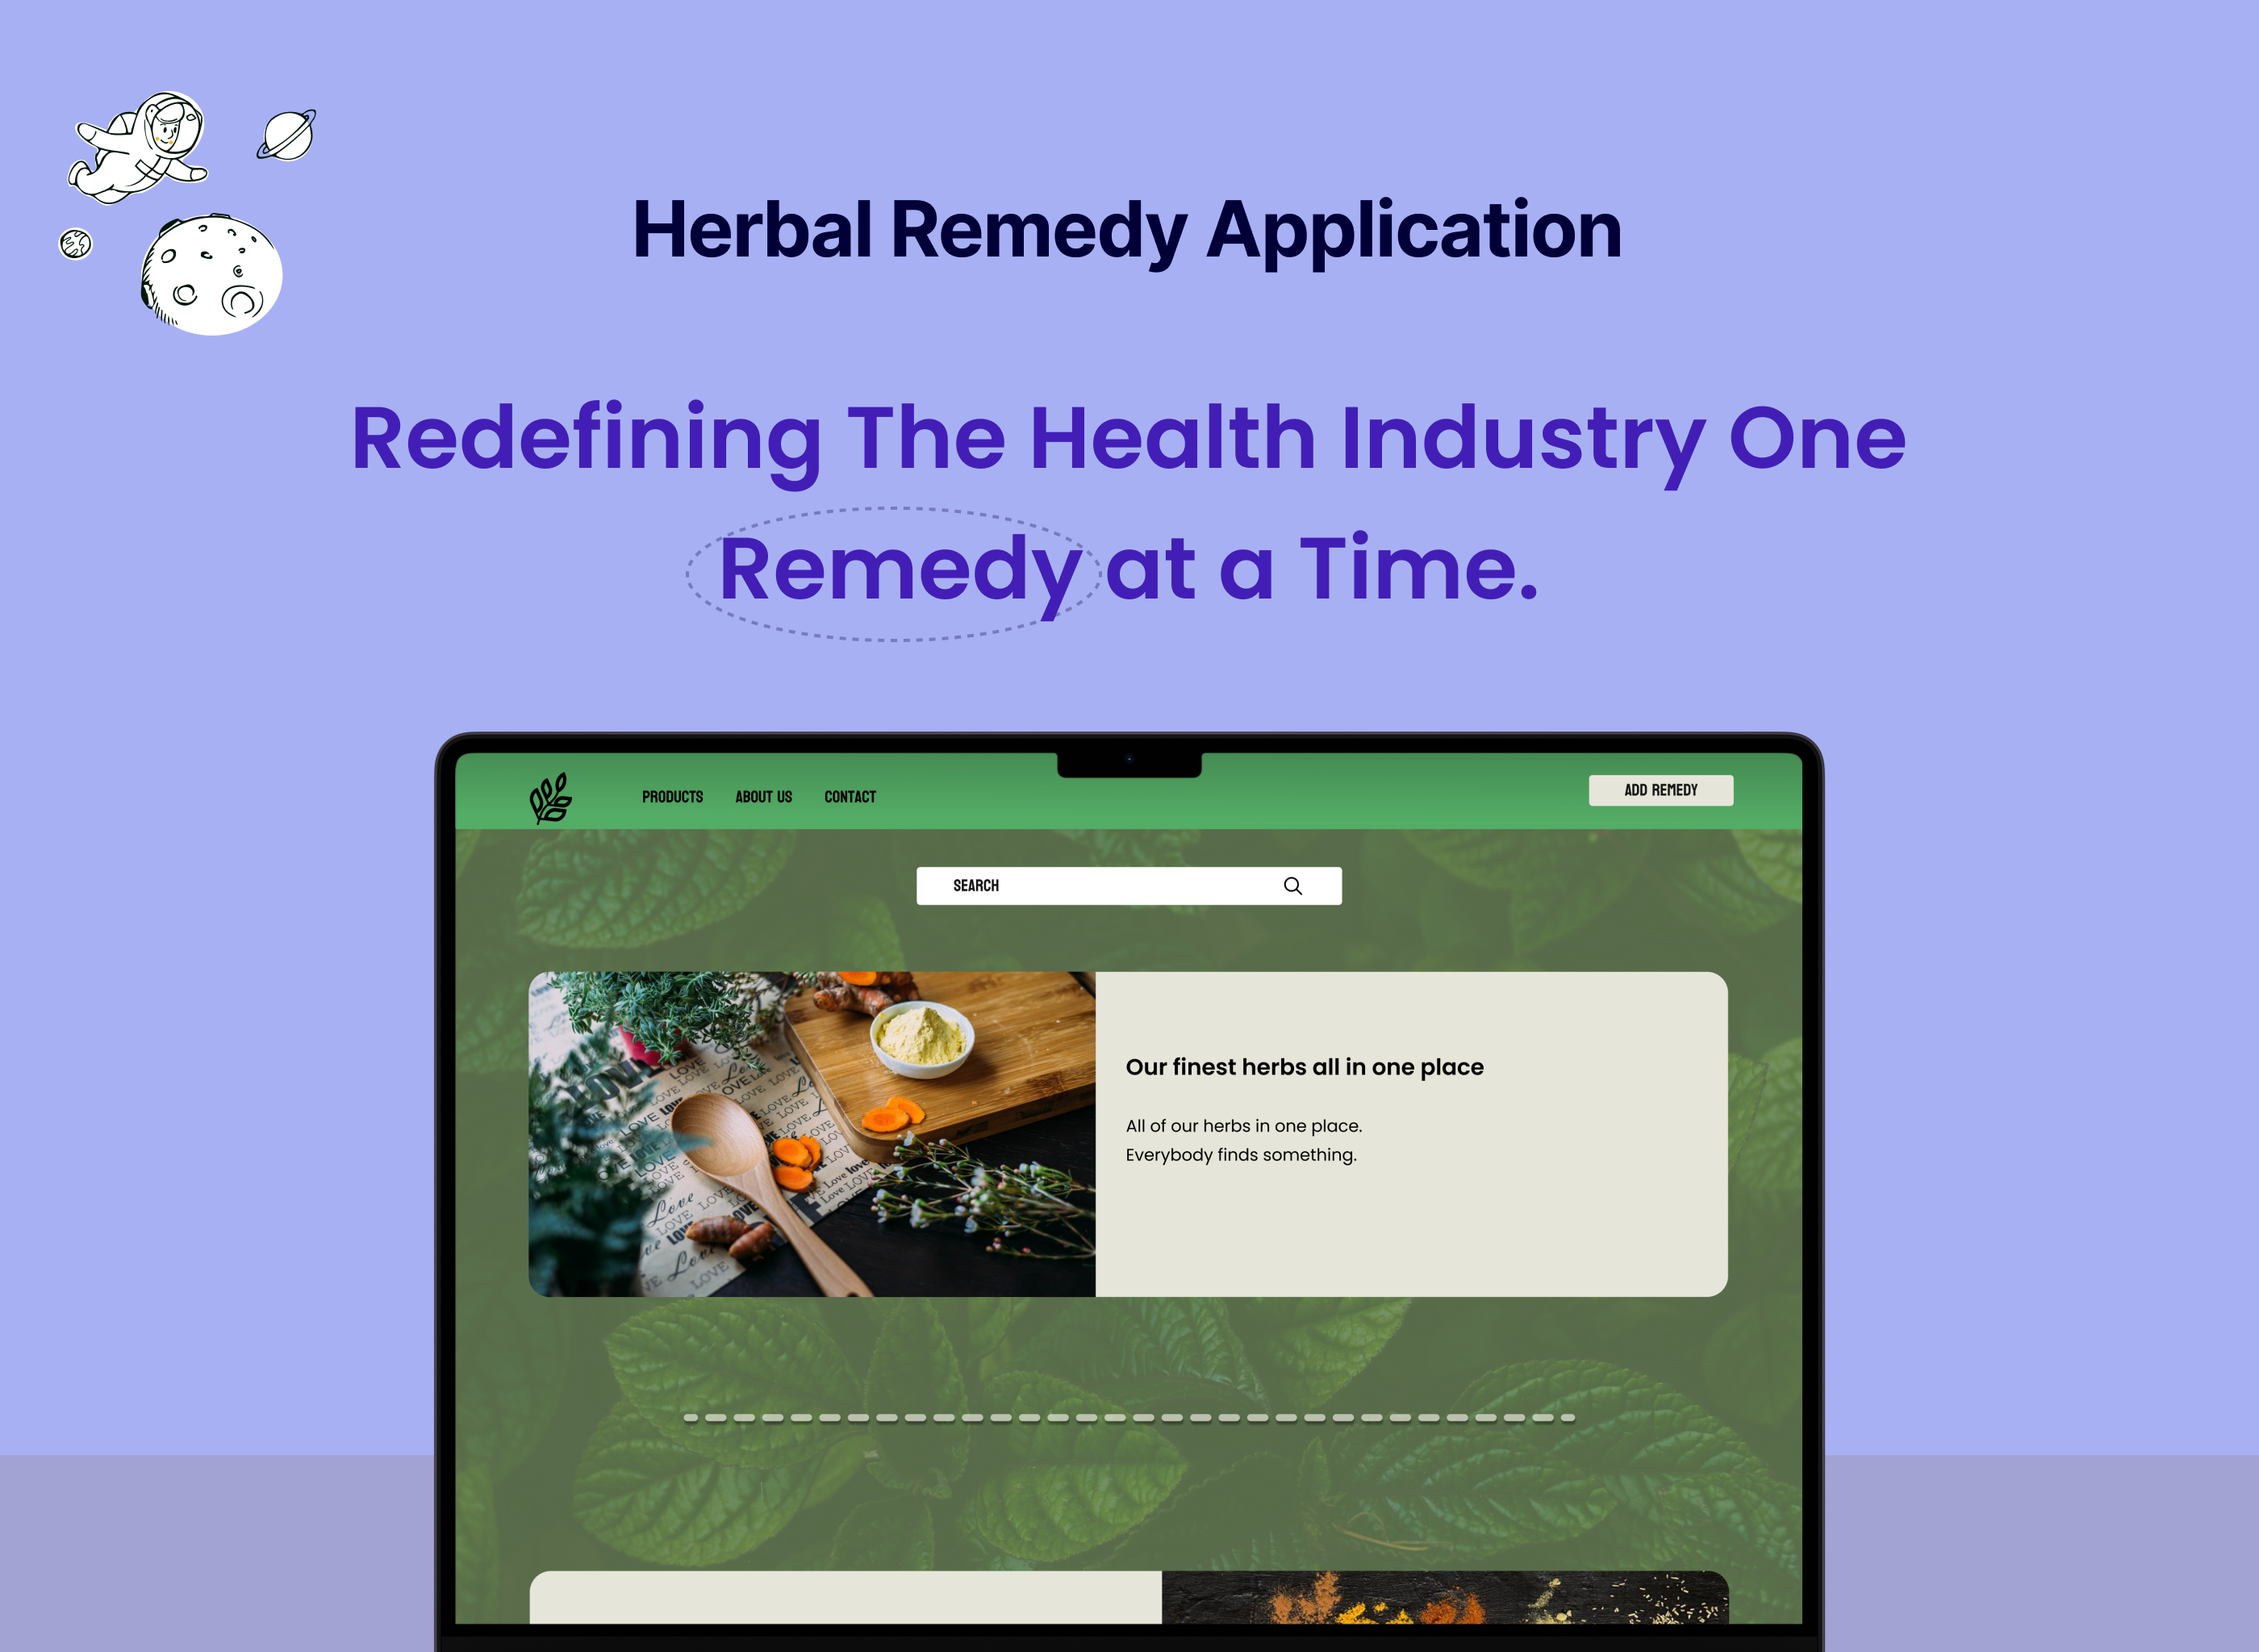 Herbal Remedy Application
Redefining The Health Industry One
Remedy at a Time.
PRODUCTS ABOUT US CONTACT ADD REMEDY
SEARCH
Our finest herbs all in one place
All of our herbs in one place.
Everybody finds something.